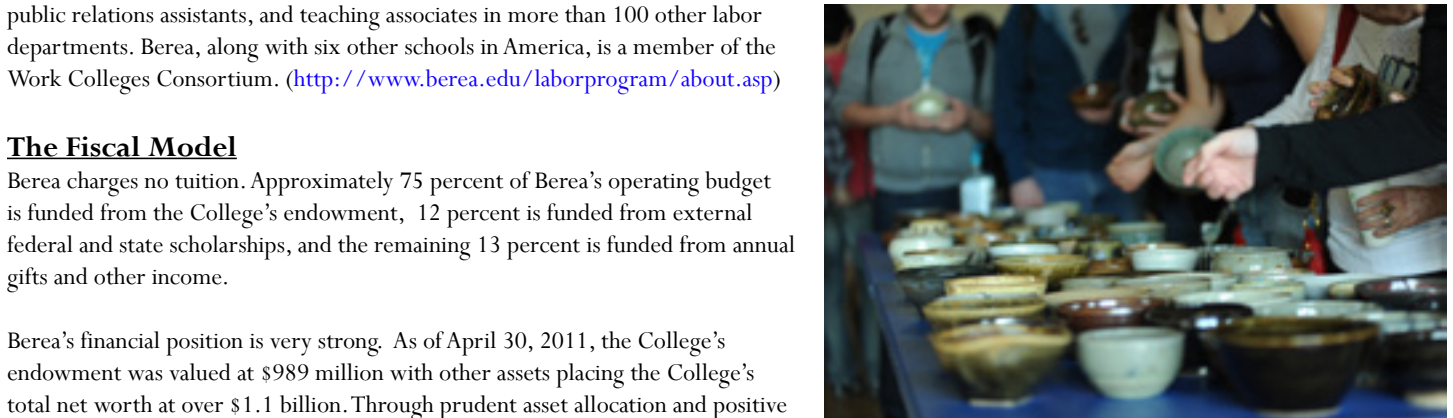 public relations assistants, and teaching associates in more than 100 other labor
departments. Berea, along with six other schools in America, is a member of the
Work Colleges Consortium. (http://www.berea.edu/laborprogram/about.asp)
The Fiscal Model
Berea charges no tuition. Approximately 75 percent of Berea's operating budget
is funded from the College's endowment, 12 percent is funded from external
federal and state scholarships, and the remaining 13 percent is funded from annual
gifts and other income.
Berea's financial position is very strong. As of April 30, 2011, the College's
endowment was valued at $989 million with other assets placing the College's
total net worth at over $1.1 billion. Through prudent asset allocation and positive